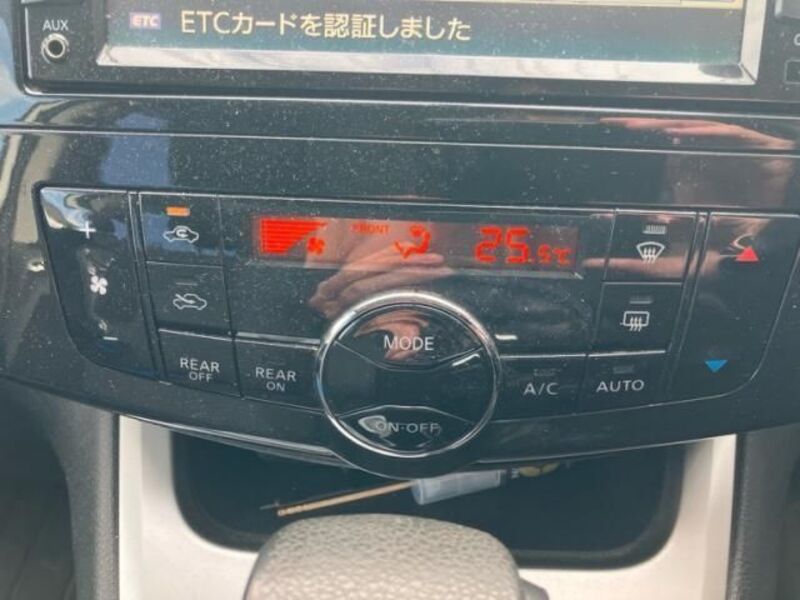 AUX
ETC ETCカードを認証しました
FRONT
25.5℃
MODE
REAR OFF
REAR ON
A/C
AUTO
ON·OFF